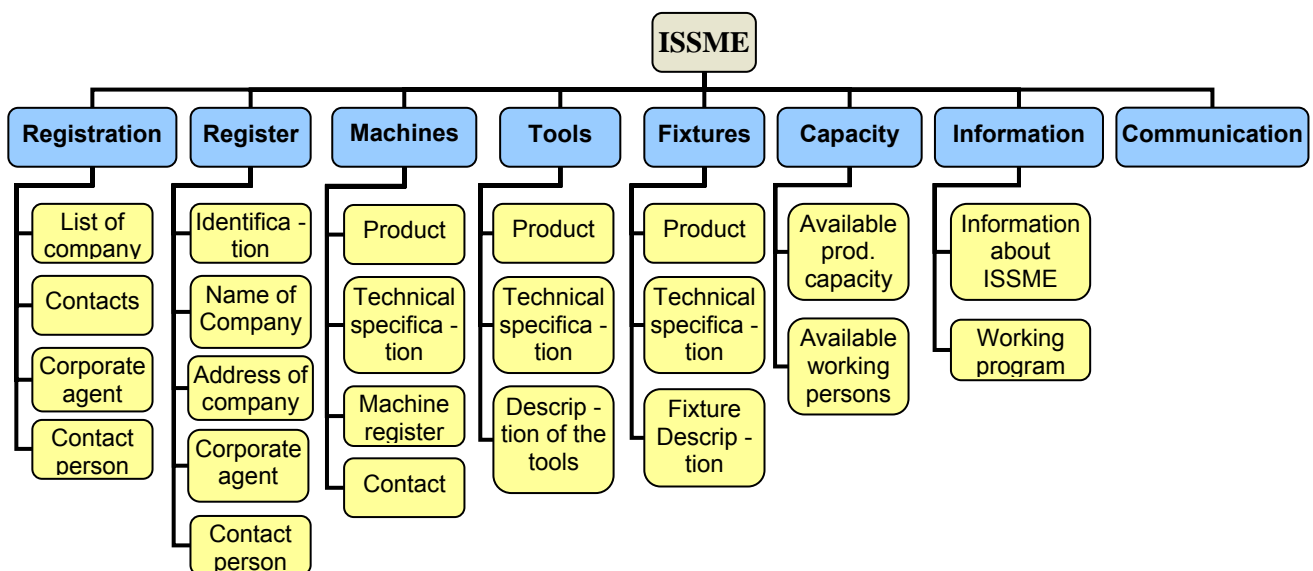 ISSME
Registration
Register
Machines
Tools
Fixtures
Capacity
Information
Communication
List of
company
Contacts
Corporate
agent
Contact
person
Identifica -
tion
Name of
Company
Address of
company
Corporate
agent
Contact
person
Product
Technical
specifica -
tion
Machine
register
Contact
Product
Technical
specifica -
tion
Descrip -
tion of the
tools
Product
Technical
specifica -
tion
Fixture
Descrip -
tion
Available
prod.
capacity
Available
working
persons
Information
about
ISSME
Working
program